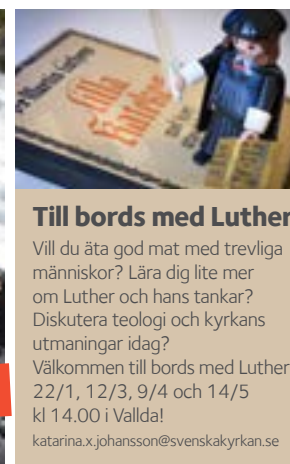 Lilla
Till bords med Luther
Vill du äta god mat med trevliga
människor? Lära dig lite mer
om Luther och hans tankar?
Diskutera teologi och kyrkans
utmaningar idag?
Välkommen till bords med Luther
22/1, 12/3, 9/4 och 14/5
kl 14.00 i Vallda!
katarina.x.johansson@svenskakyrkan.se